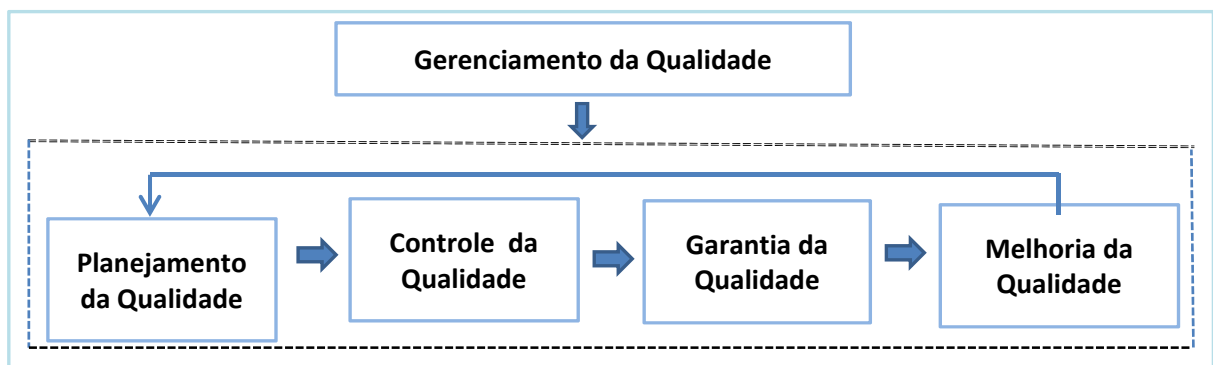 Gerenciamento da Qualidade
Planejamento
da Qualidade
Controle da
Qualidade
Garantia da
Qualidade
Melhoria da
Qualidade